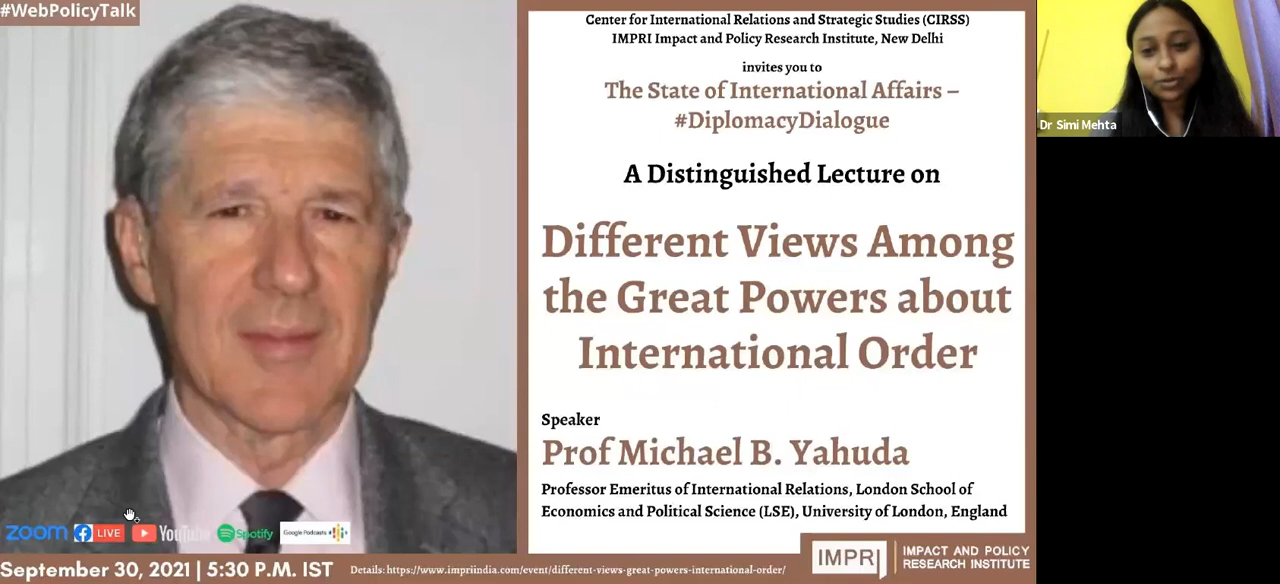 #WebPolicyTalk
Center for International Relations and Strategic Studies (CIRSS)
IMPRI Impact and Policy Research Institute, New Delhi
invites you to
The State of International Affairs –
#DiplomacyDialogue
A Distinguished Lecture on
Different Views Among
the Great Powers about
International Order
Speaker
Prof Michael B. Yahuda
Professor Emeritus of International Relations, London School of
Economics and Political Science (LSE), University of London, England
Dr Simi Mehta
zoom LIVE YouTube Spotify Google Podcasts
September 30, 2021 | 5:30 P.M. IST
Details: https://www.impriindia.com/event/different-views-great-powers-international-order/
IMPRI
IMPACT AND POLICY
RESEARCH INSTITUTE